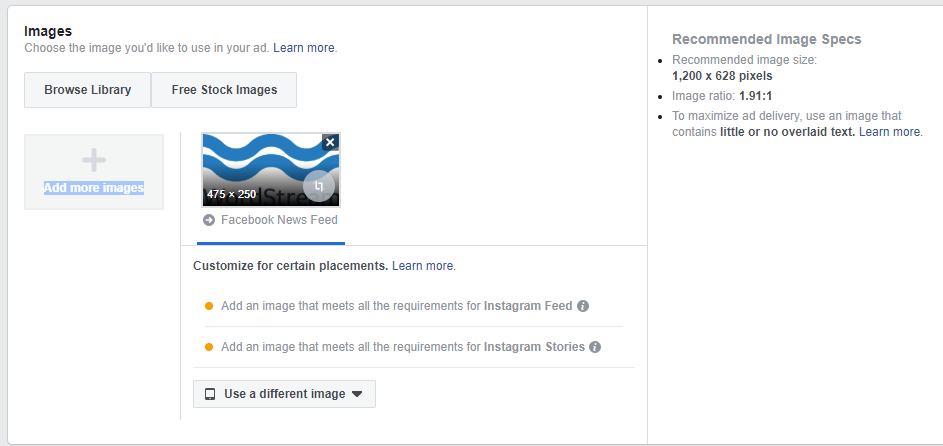 Images
Choose the image you'd like to use in your ad. Learn more.
Browse Library
Free Stock Images
Add more images
475 × 250
Facebook News Feed
Customize for certain placements. Learn more.
Add an image that meets all the requirements for Instagram Feed
Add an image that meets all the requirements for Instagram Stories
Use a different image
Recommended Image Specs
Recommended image size:
1,200 x 628 pixels
Image ratio: 1.91:1
To maximize ad delivery, use an image that
contains little or no overlaid text. Learn more.